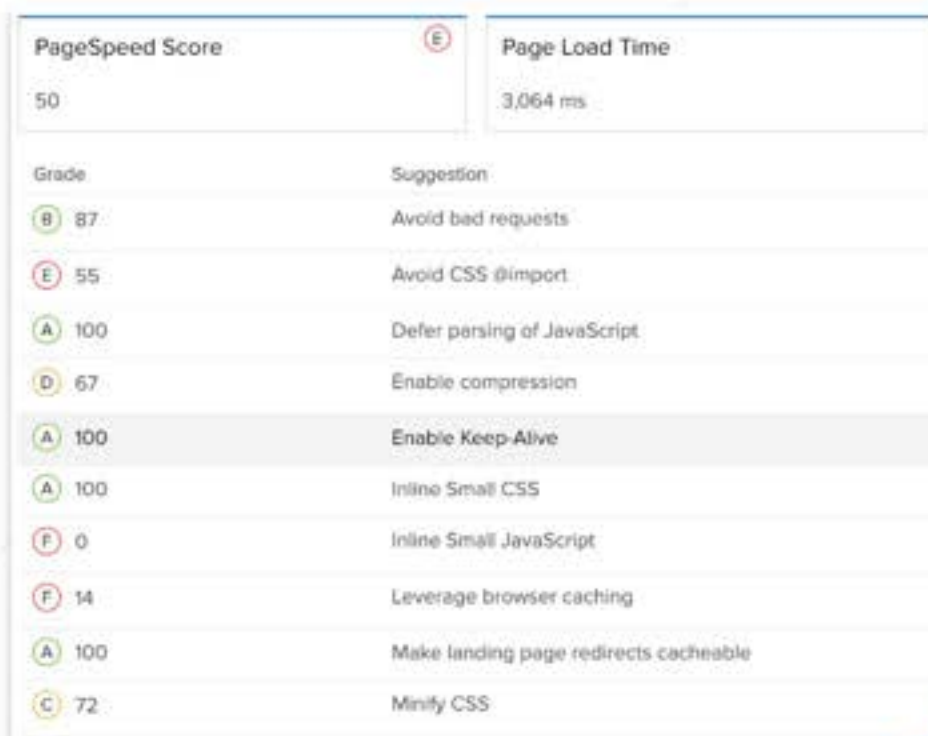 PageSpeed Score E
50
Page Load Time
3,064 ms
Grade Suggestion
B 87 Avoid bad requests
E 55 Avoid CSS @import
A 100 Defer parsing of JavaScript
D 67 Enable compression
A 100 Enable Keep-Alive
A 100 Inline Small CSS
F 0 Inline Small JavaScript
F 14 Leverage browser caching
A 100 Make landing page redirects cacheable
C 72 Minify CSS